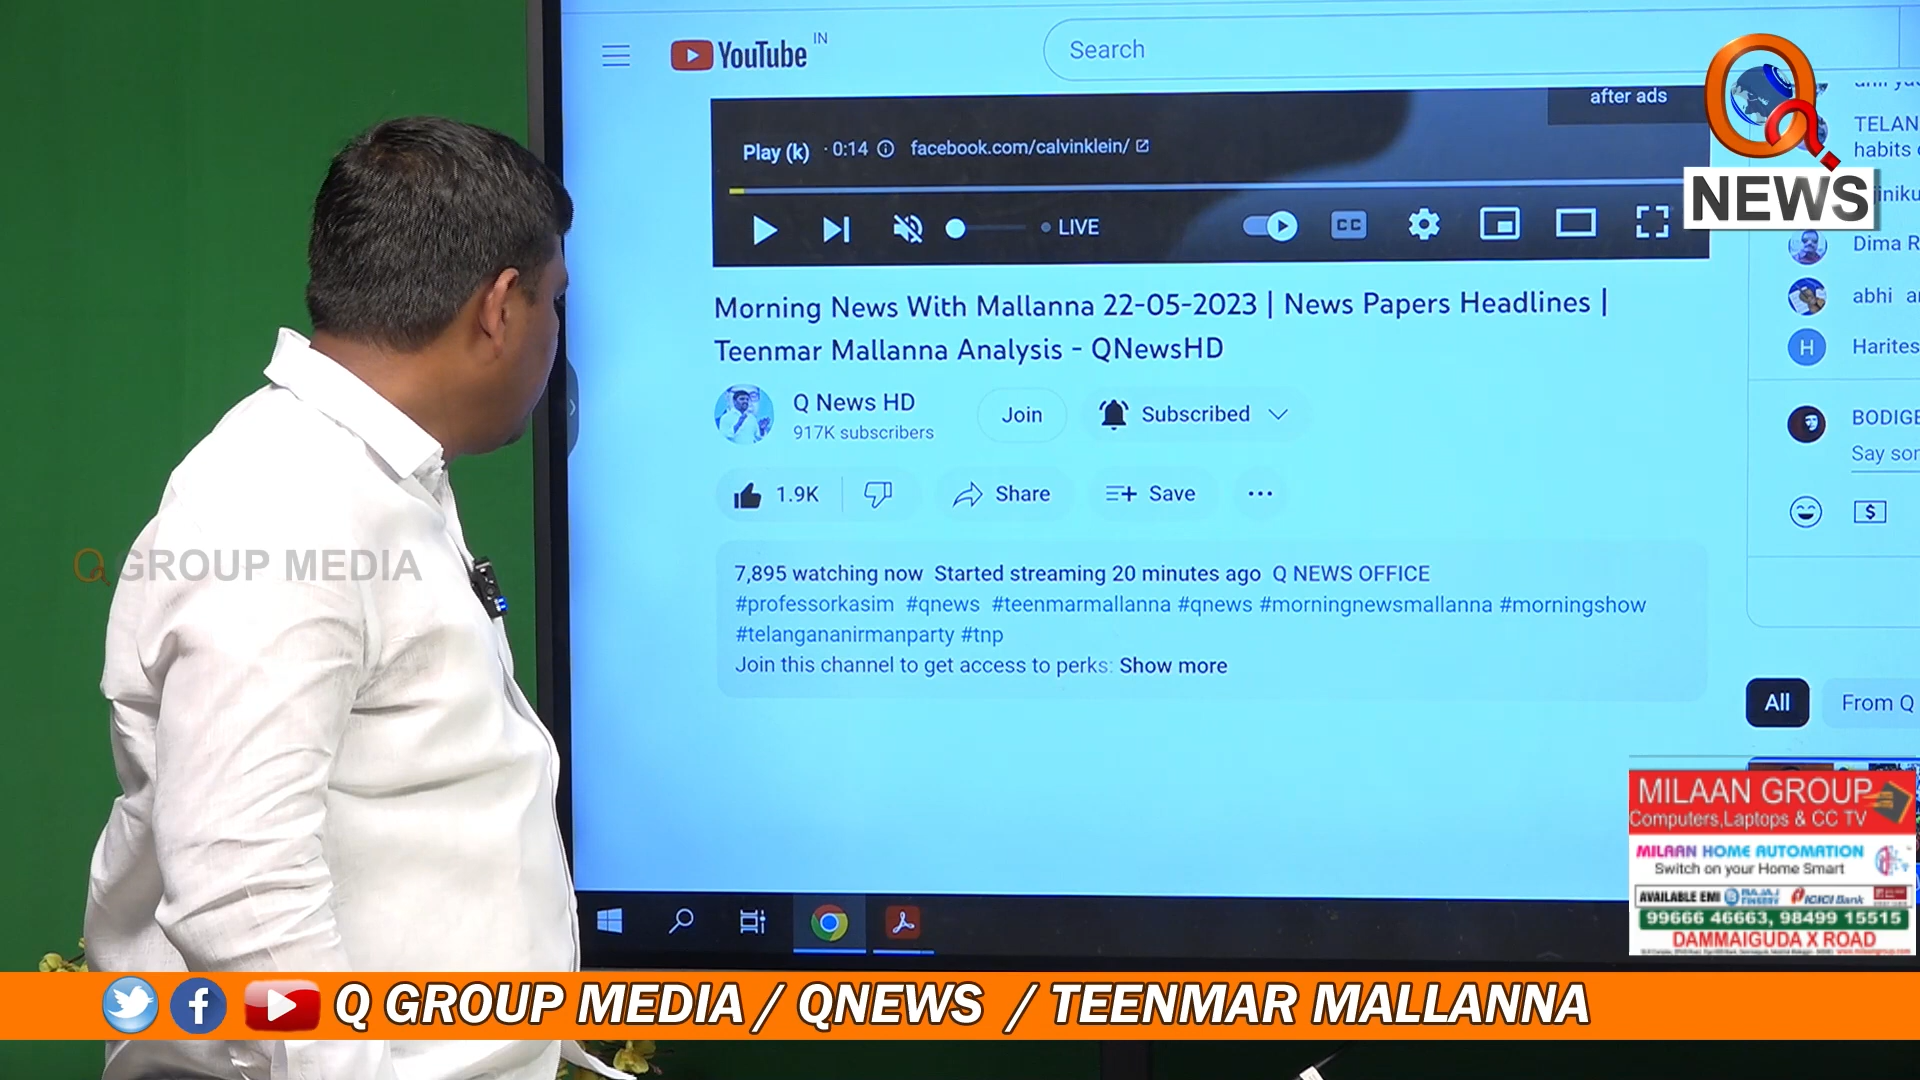 YouTube IN
Search
after ads
Play (k) · 0:14 facebook.com/calvinklein/
LIVE
CC
NEWS
TELAN
habits
Dima R
abhi
Harites
H
BODIGE
Say sor
$
Morning News With Mallanna 22-05-2023 | News Papers Headlines |
Teenmar Mallanna Analysis - QNewsHD
Q News HD
917K subscribers
Join
Subscribed
1.9K
Share
Save
...
7,895 watching now Started streaming 20 minutes ago Q NEWS OFFICE
#professorkasim #qnews #teenmarmallanna #qnews #morningnewsmallanna #morningshow
#telangananirmanparty #tnp
Join this channel to get access to perks: Show more
All
From Q
Q GROUP MEDIA
MILAAN GROUP
Computers,Laptops & CC TV
MILAAN HOME AUTOMATION
Switch on your Home Smart
AVAILABLE EMI BAJAJ FINSERV ICICI Bank
99666 46663, 98499 15515
DAMMAIGUDA X ROAD
Q GROUP MEDIA / QNEWS / TEENMAR MALLANNA